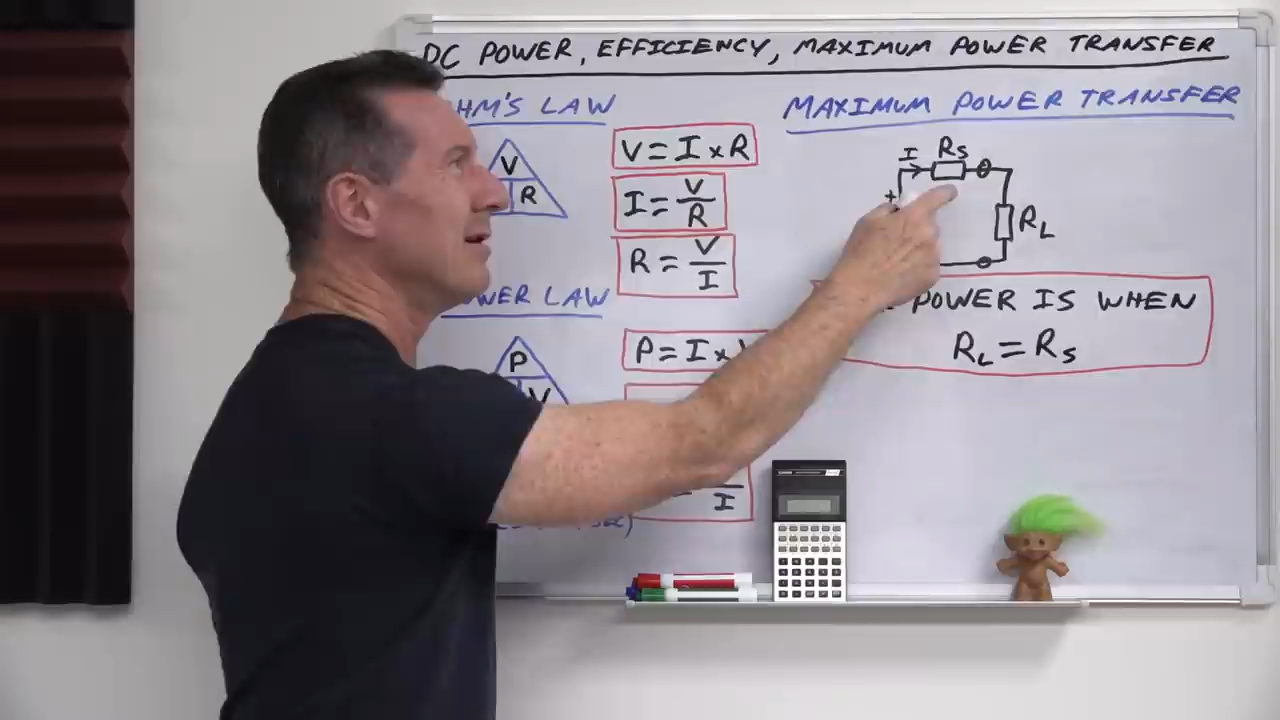 DC POWER, EFFICIENCY, MAXIMUM POWER TRANSFER
HM'S LAW
V
R
V = I x R
I = V
R
R = V
I
WER LAW
P
V
P = I x
I
MAXIMUM POWER TRANSFER
I
Rs
+
RL
POWER IS WHEN
RL = Rs